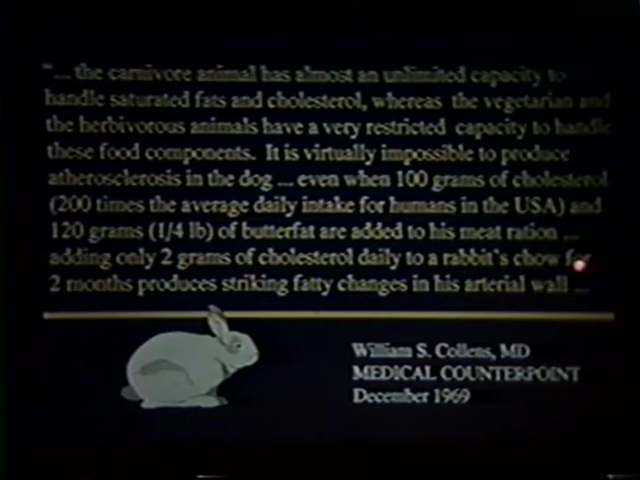 "... the carnivore animal has almost an unlimited capacity to
handle saturated fats and cholesterol, whereas the vegetarian and
the herbivorous animals have a very restricted capacity to handle
these food components. It is virtually impossible to produce
atherosclerosis in the dog ... even when 100 grams of cholesterol
(200 times the average daily intake for humans in the USA) and
120 grams (1/4 lb) of butterfat are added to his meat ration ...
adding only 2 grams of cholesterol daily to a rabbit's chow for
2 months produces striking fatty changes in his arterial wall ...
William S. Collens, MD
MEDICAL COUNTERPOINT
December 1969